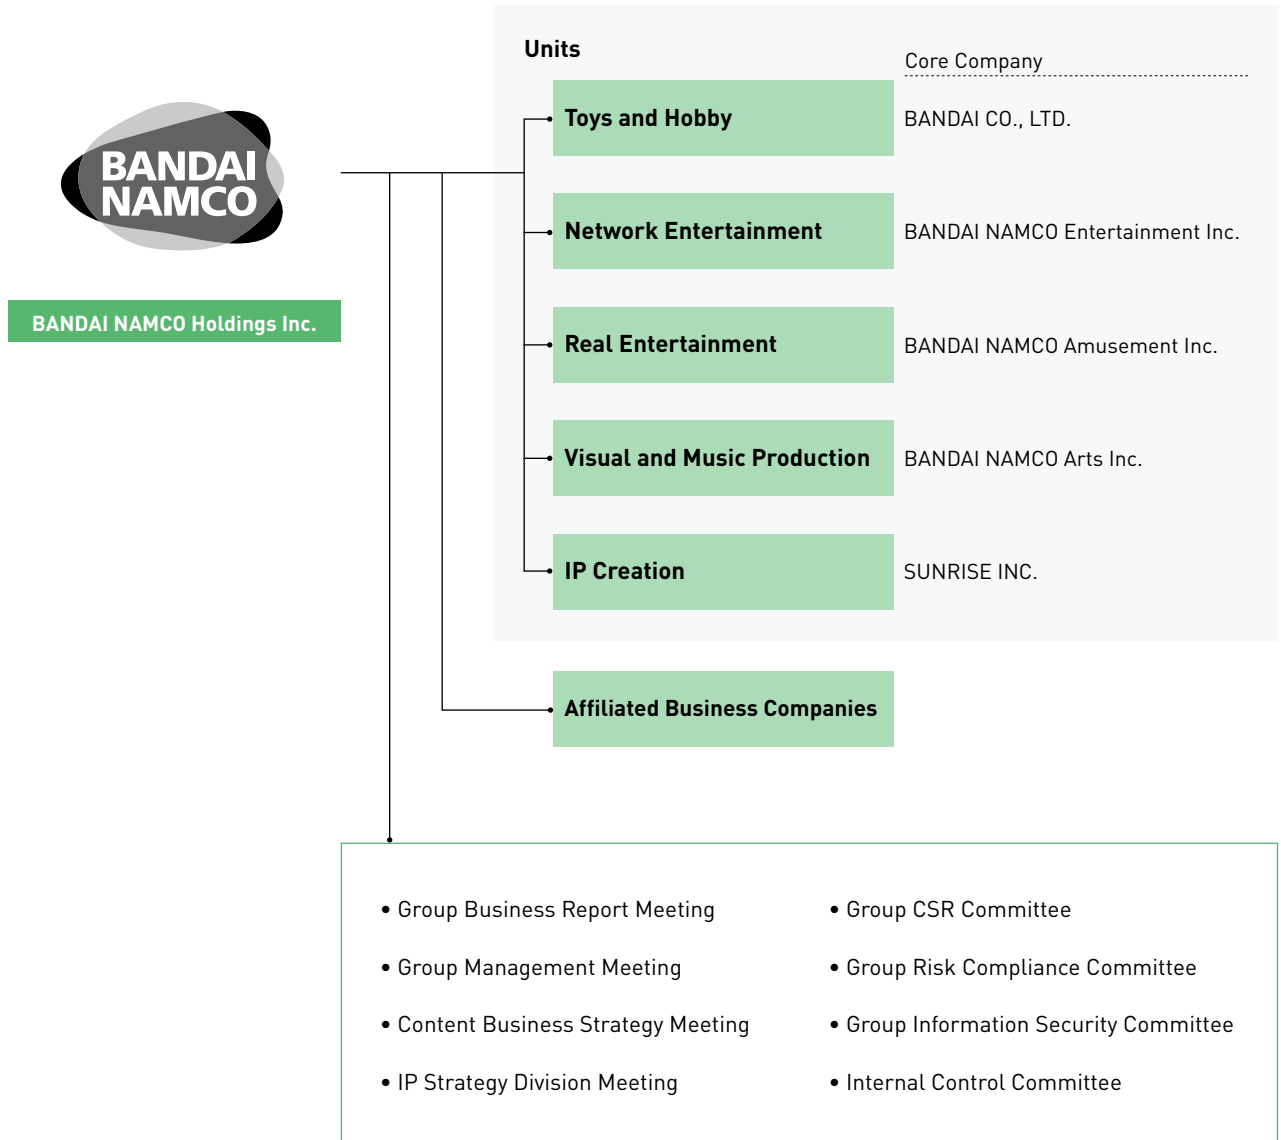 Units
Core Company
BANDAI
NAMCO
BANDAI NAMCO Holdings Inc.
Toys and Hobby
BANDAI CO., LTD.
Network Entertainment
BANDAI NAMCO Entertainment Inc.
Real Entertainment
BANDAI NAMCO Amusement Inc.
Visual and Music Production
BANDAI NAMCO Arts Inc.
IP Creation
SUNRISE INC.
Affiliated Business Companies
• Group Business Report Meeting
• Group Management Meeting
• Content Business Strategy Meeting
• IP Strategy Division Meeting
• Group CSR Committee
• Group Risk Compliance Committee
• Group Information Security Committee
• Internal Control Committee